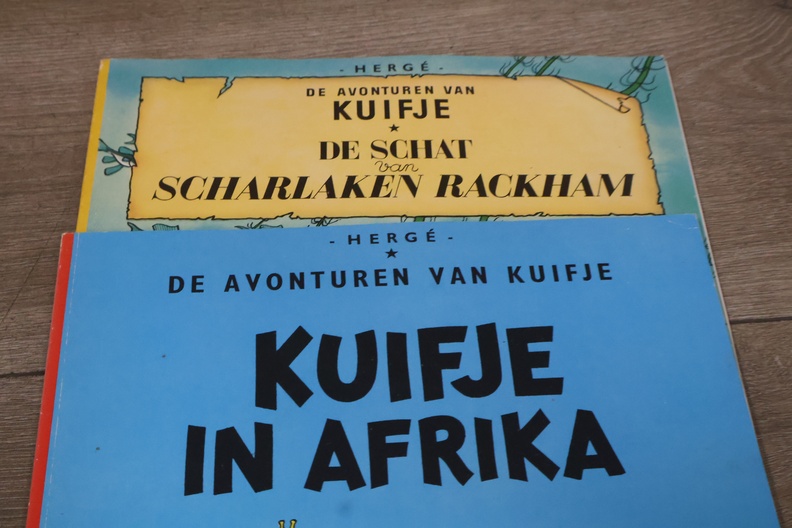 - HERGÉ -
DE AVONTUREN VAN
KUIFJE
DE SCHAT
van
SCHARLAKEN RACKHAM
- HERGÉ -
DE AVONTUREN VAN KUIFJE
KUIFJE
IN AFRIKA